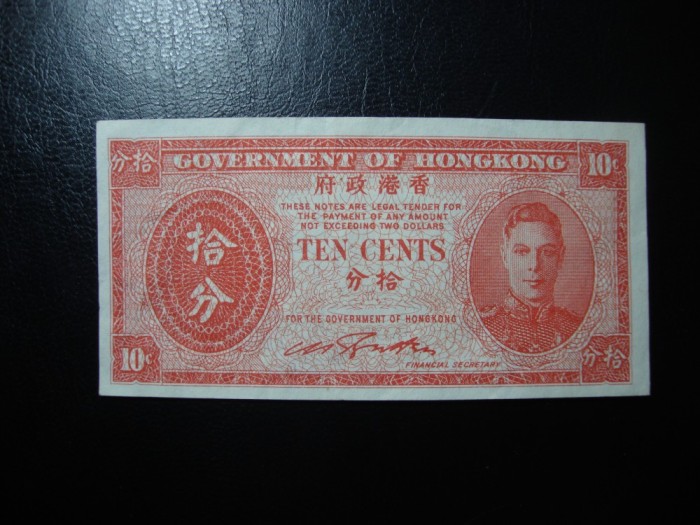 分拾
GOVERNMENT OF HONGKONG
10¢
府政港香
THESE NOTES ARE LEGAL TENDER FOR
THE PAYMENT OF ANY AMOUNT
NOT EXCEEDING TWO DOLLARS
拾
分
TEN CENTS
分拾
FOR THE GOVERNMENT OF HONGKONG
10¢
FINANCIAL SECRETARY
分拾